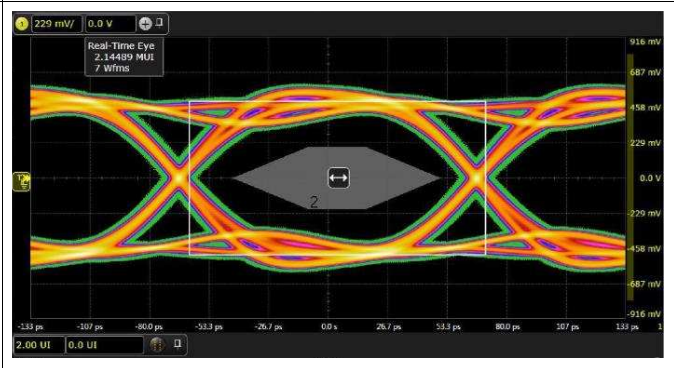 1 229 mV/ 0.0 V
Real-Time Eye
2.14489 MUI
7 Wfms
916 mV
687 mV
458 mV
229 mV
0.0 V
-229 mV
-458 mV
-687 mV
-916 mV
2
-133 ps -107 ps -80.0 ps -53.3 ps -26.7 ps 0.0 s 26.7 ps 53.3 ps 80.0 ps 107 ps 133 ps 1
2.00 UI 0.0 UI